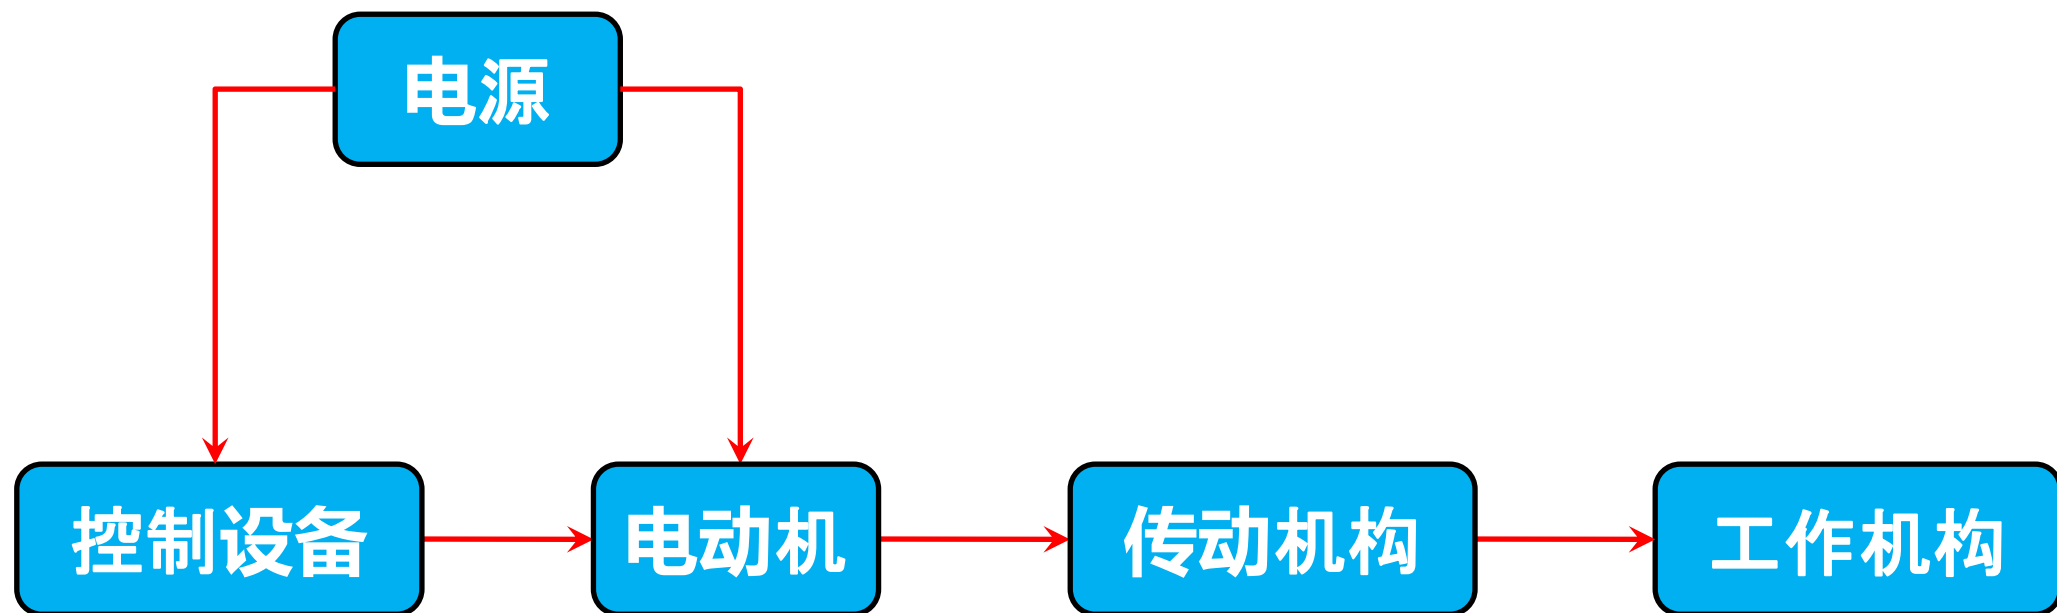 电源
控制设备
电动机
传动机构
工作机构